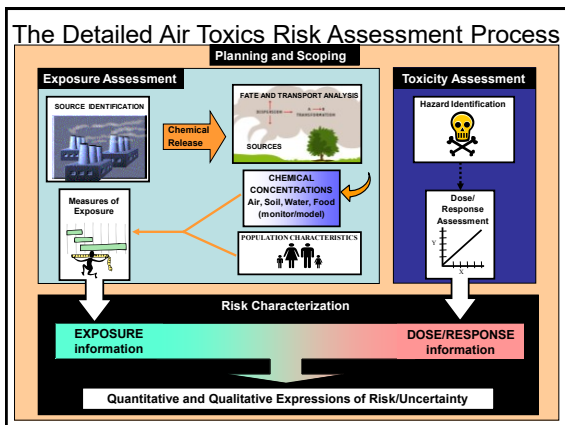 The Detailed Air Toxics Risk Assessment Process
Planning and Scoping
Exposure Assessment
SOURCE IDENTIFICATION
Chemical
Release
FATE AND TRANSPORT ANALYSIS
DISPERSION
A
B
TRANSFORMATION
SOURCES
CHEMICAL
CONCENTRATIONS
Air, Soil, Water, Food
(monitor/model)
Measures of
Exposure
POPULATION CHARACTERISTICS
Toxicity Assessment
Hazard Identification
Dose/
Response
Assessment
Y
X
Risk Characterization
EXPOSURE
information
DOSE/RESPONSE
information
Quantitative and Qualitative Expressions of Risk/Uncertainty